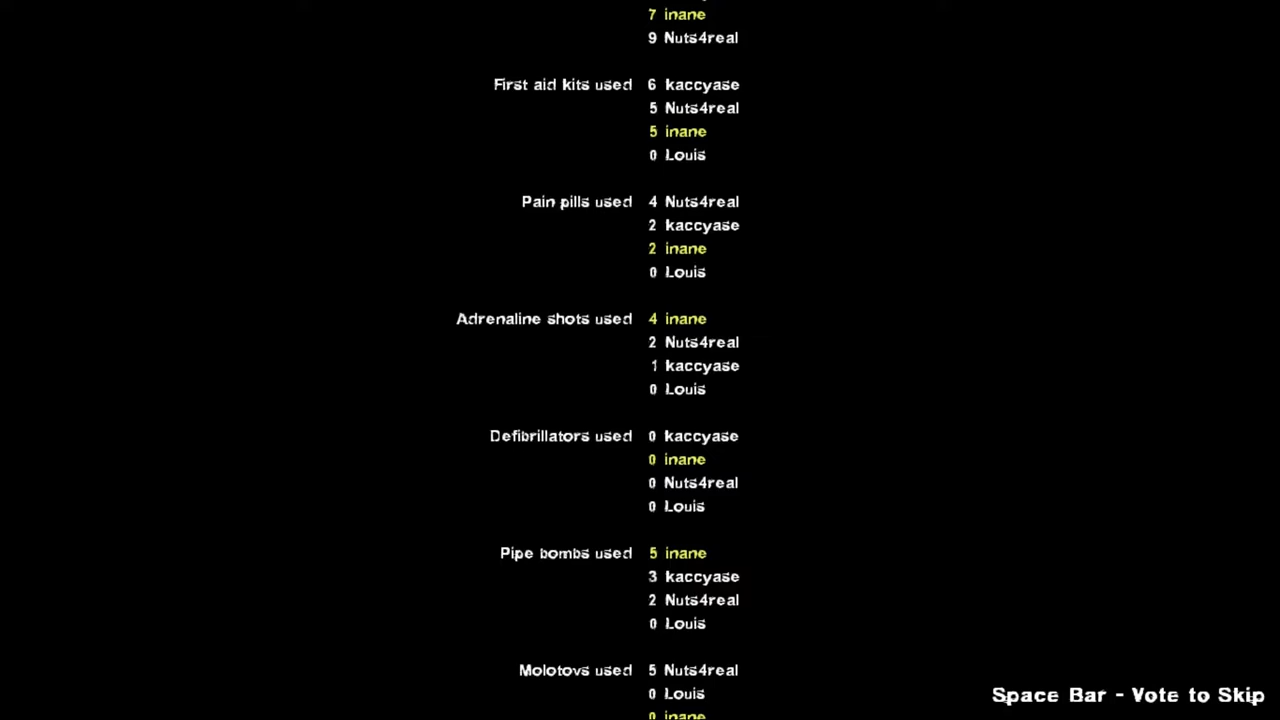 7 inane
9 Nuts4real
First aid kits used 6 kaccyase
5 Nuts4real
5 inane
0 Louis
Pain pills used 4 Nuts4real
2 kaccyase
2 inane
0 Louis
Adrenaline shots used 4 inane
2 Nuts4real
1 kaccyase
0 Louis
Defibrillators used 0 kaccyase
0 inane
0 Nuts4real
0 Louis
Pipe bombs used 5 inane
3 kaccyase
2 Nuts4real
0 Louis
Molotovs used 5 Nuts4real
0 Louis
0 inane
Space Bar - Vote to Skip